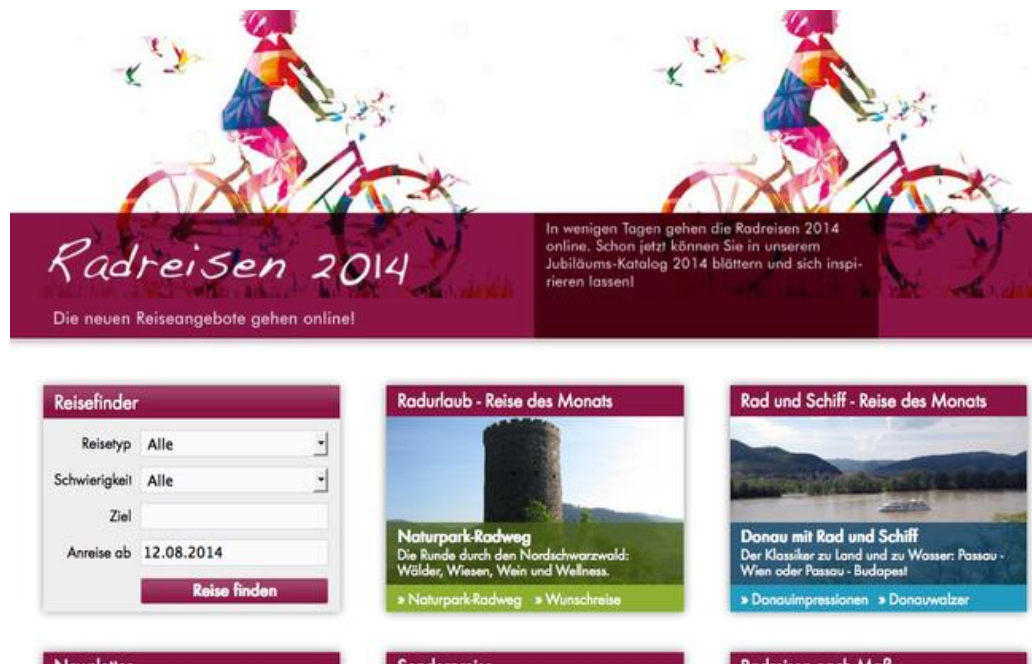 Radreisen 2014
Die neuen Reiseangebote gehen online!
In wenigen Tagen gehen die Radreisen 2014
online. Schon jetzt können Sie in unserem
Jubiläums-Katalog 2014 blättern und sich inspi-
rieren lassen!
Reisefinder
Reisetyp Alle
Schwierigkeit Alle
Ziel
Anreise ab 12.08.2014
Reise finden
Radurlaub - Reise des Monats
Naturpark-Radweg
Die Runde durch den Nordschwarzwald:
Wälder, Wiesen, Wein und Wellness.
» Naturpark-Radweg » Wunschreise
Rad und Schiff - Reise des Monats
Donau mit Rad und Schiff
Der Klassiker zu Land und zu Wasser: Passau -
Wien oder Passau - Budapest
» Donauimpressionen » Donauwalzer
Newsletter
Radreisen nach Maß